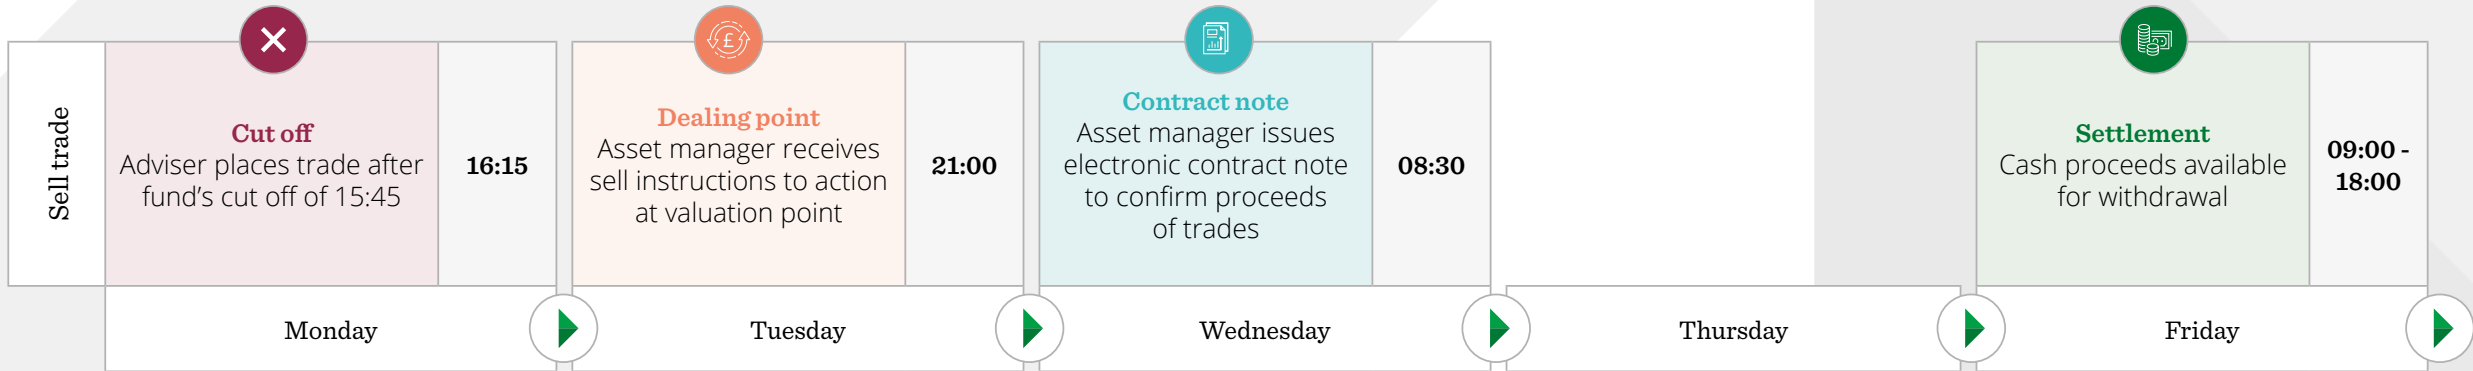 Sell trade
Cut off
Adviser places trade after
fund's cut off of 15:45
16:15
Dealing point
Asset manager receives
sell instructions to action
at valuation point
21:00
Contract note
Asset manager issues
electronic contract note
to confirm proceeds
of trades
08:30
Settlement
Cash proceeds available
for withdrawal
09:00 -
18:00
Monday
Tuesday
Wednesday
Thursday
Friday